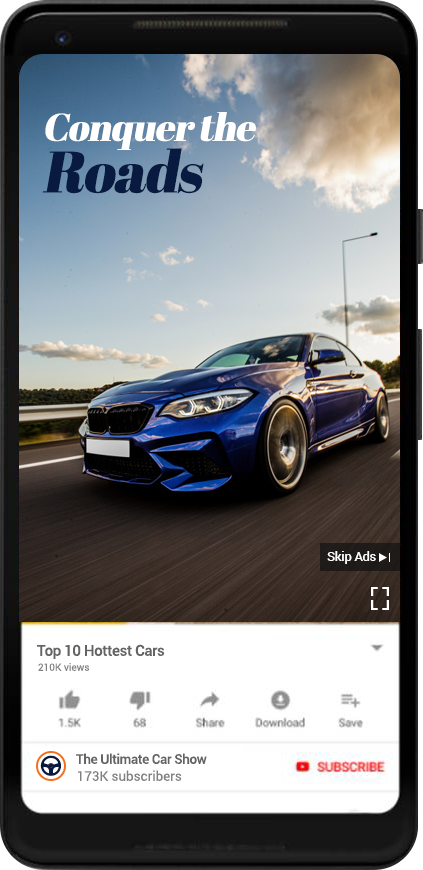 Conquer the
Roads
Skip Ads
Top 10 Hottest Cars
210K views
1.5K
68
Share
Download
Save
The Ultimate Car Show
173K subscribers
SUBSCRIBE